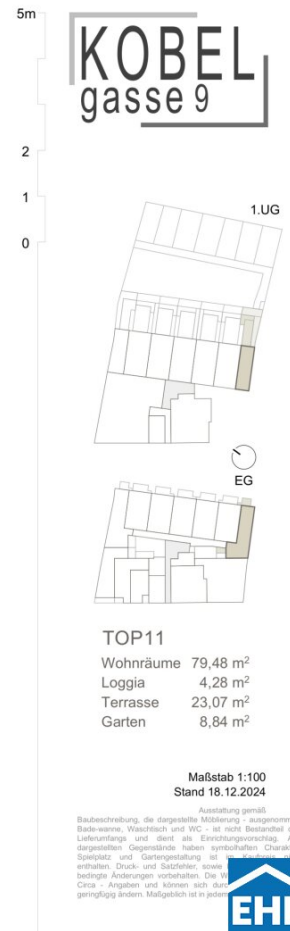 5m
KOBEL
gasse 9
2
1
0
1.UG
EG
TOP11
Wohnräume 79,48 m²
Loggia 4,28 m²
Terrasse 23,07 m²
Garten 8,84 m²
Maßstab 1:100
Stand 18.12.2024
Ausstattung gemäß
Baubeschreibung, die dargestellte Möblierung - ausgenomm
Bade-wanne, Waschtisch und WC - ist nicht Bestandteil
Lieferumfangs und dient als Einrichtungsvorschlag. A
dargestellten Gegenstände haben symbolhaften Charak
Spielplatz und Gartengestaltung ist im Kaufpreis
enthalten. Druck- und Satzfehler, sowie
bedingte Änderungen vorbehalten. Die W
Circa - Angaben und können sich durc
geringfügig ändern. Maßgeblich ist in jedem
EHL